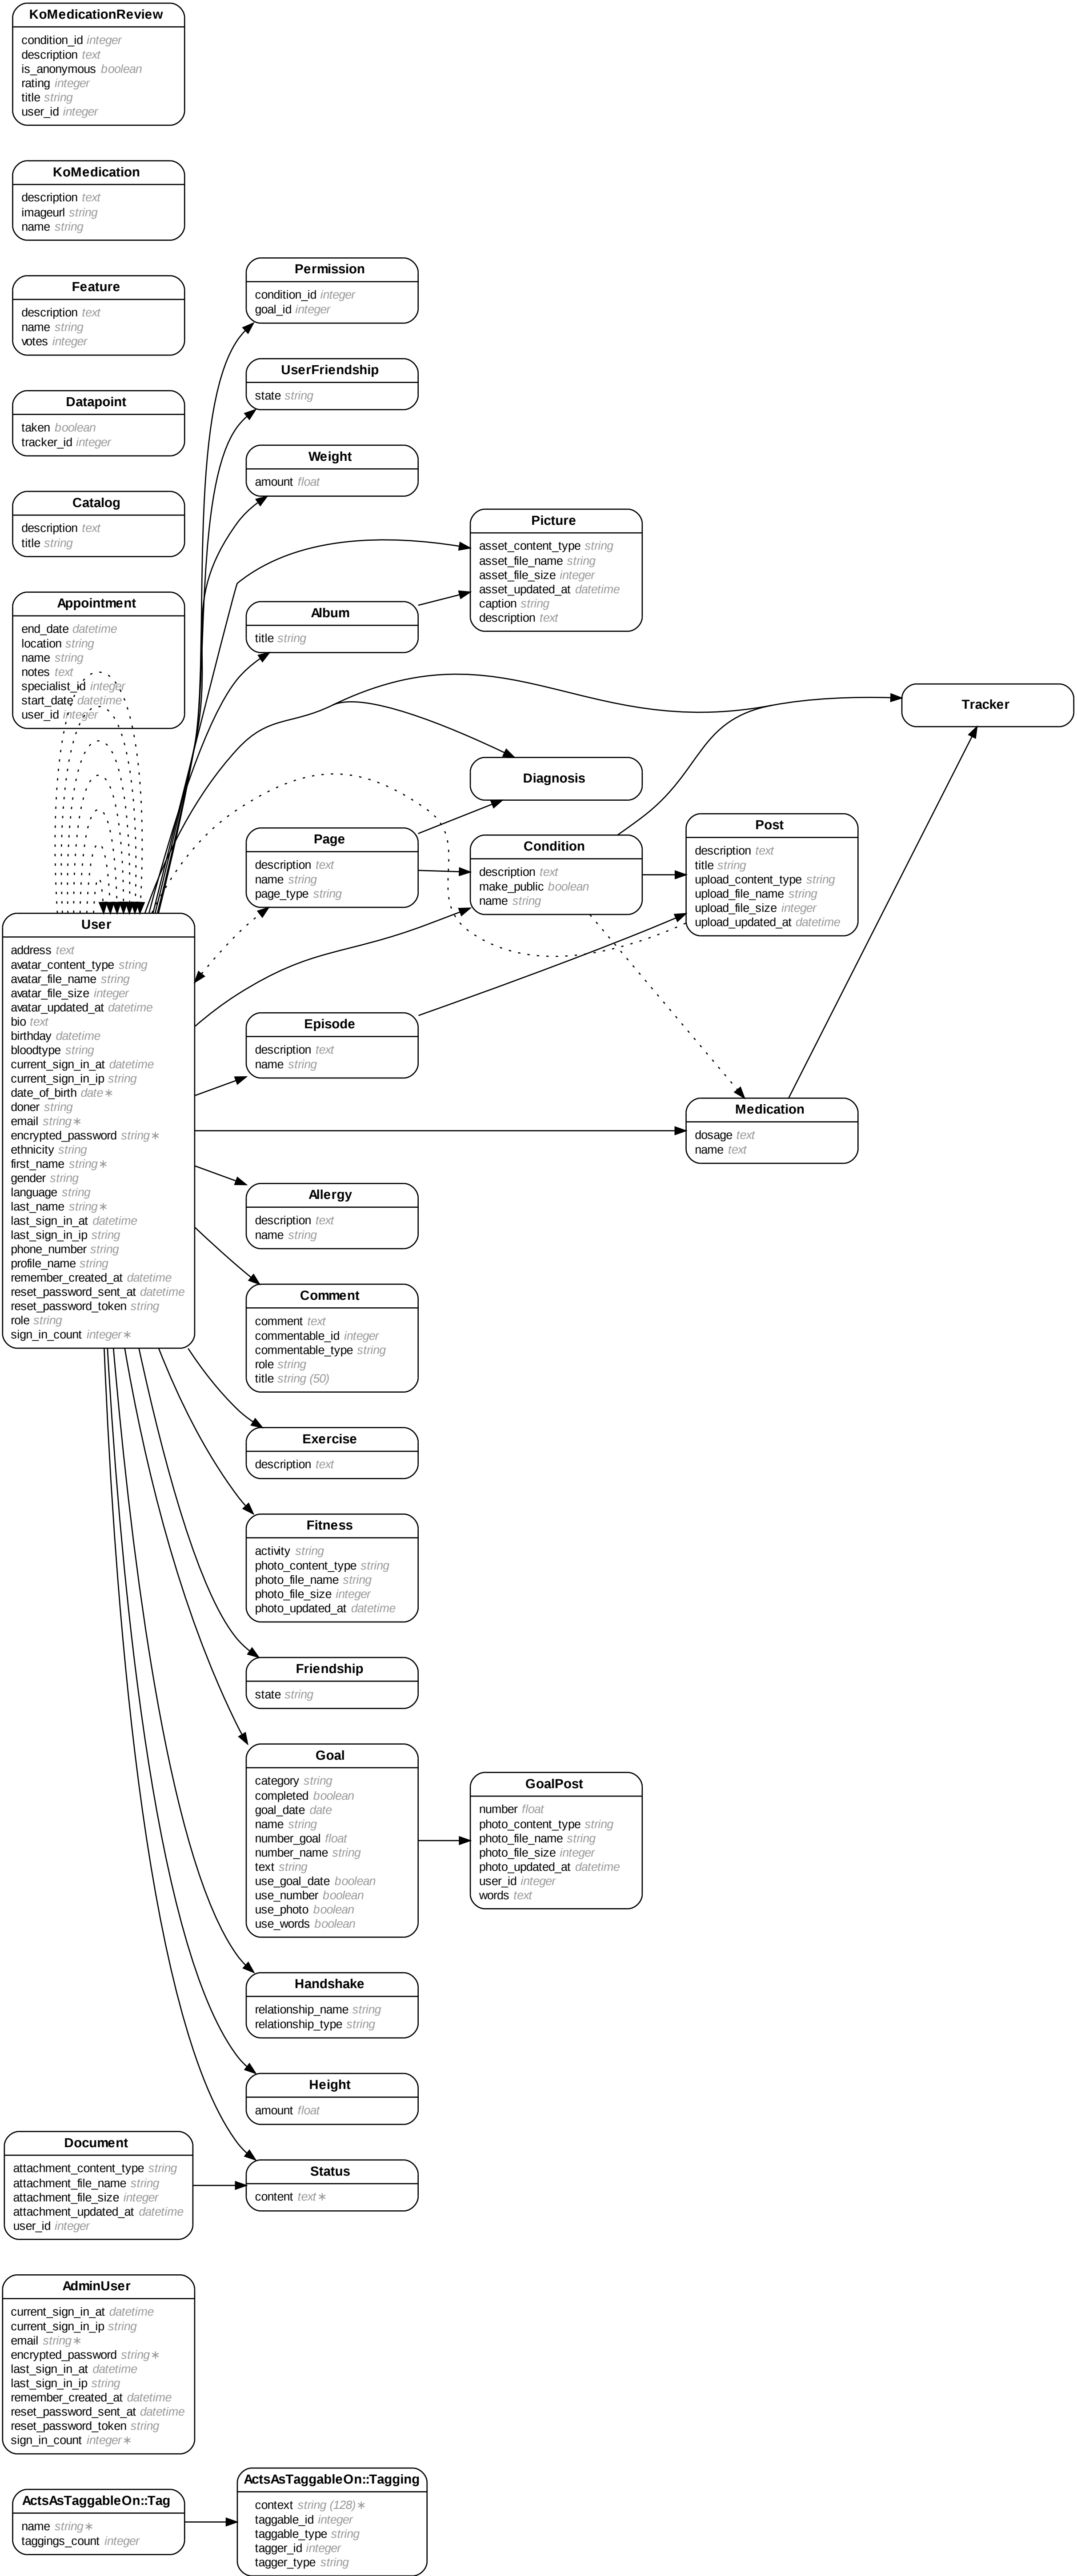 KoMedicationReview
condition_id integer
description text
is_anonymous boolean
rating integer
title string
user_id integer
KoMedication
description text
imageurl string
name string
Feature
description text
name string
votes integer
Datapoint
taken boolean
tracker_id integer
Catalog
description text
title string
Appointment
end_date datetime
location string
name string
notes text
specialist_id integer
start_date datetime
user_id integer
User
address text
avatar_content_type string
avatar_file_name string
avatar_file_size integer
avatar_updated_at datetime
bio text
birthday datetime
bloodtype string
current_sign_in_at datetime
current_sign_in_ip string
date_of_birth date∗
doner string
email string∗
encrypted_password string∗
ethnicity string
first_name string∗
gender string
language string
last_name string∗
last_sign_in_at datetime
last_sign_in_ip string
phone_number string
profile_name string
remember_created_at datetime
reset_password_sent_at datetime
reset_password_token string
role string
sign_in_count integer∗
Document
attachment_content_type string
attachment_file_name string
attachment_file_size integer
attachment_updated_at datetime
user_id integer
AdminUser
current_sign_in_at datetime
current_sign_in_ip string
email string∗
encrypted_password string∗
last_sign_in_at datetime
last_sign_in_ip string
remember_created_at datetime
reset_password_sent_at datetime
reset_password_token string
sign_in_count integer∗
ActsAsTaggableOn::Tag
name string∗
taggings_count integer
Permission
condition_id integer
goal_id integer
UserFriendship
state string
Weight
amount float
Album
title string
Page
description text
name string
page_type string
Episode
description text
name string
Allergy
description text
name string
Comment
comment text
commentable_id integer
commentable_type string
role string
title string (50)
Exercise
description text
Fitness
activity string
photo_content_type string
photo_file_name string
photo_file_size integer
photo_updated_at datetime
Friendship
state string
Goal
category string
completed boolean
goal_date date
name string
number_goal float
number_name string
text string
use_goal_date boolean
use_number boolean
use_photo boolean
use_words boolean
Handshake
relationship_name string
relationship_type string
Height
amount float
Status
content text∗
ActsAsTaggableOn::Tagging
context string (128)∗
taggable_id integer
taggable_type string
tagger_id integer
tagger_type string
Picture
asset_content_type string
asset_file_name string
asset_file_size integer
asset_updated_at datetime
caption string
description text
Diagnosis
Condition
description text
make_public boolean
name string
GoalPost
number float
photo_content_type string
photo_file_name string
photo_file_size integer
photo_updated_at datetime
user_id integer
words text
Post
description text
title string
upload_content_type string
upload_file_name string
upload_file_size integer
upload_updated_at datetime
Medication
dosage text
name text
Tracker